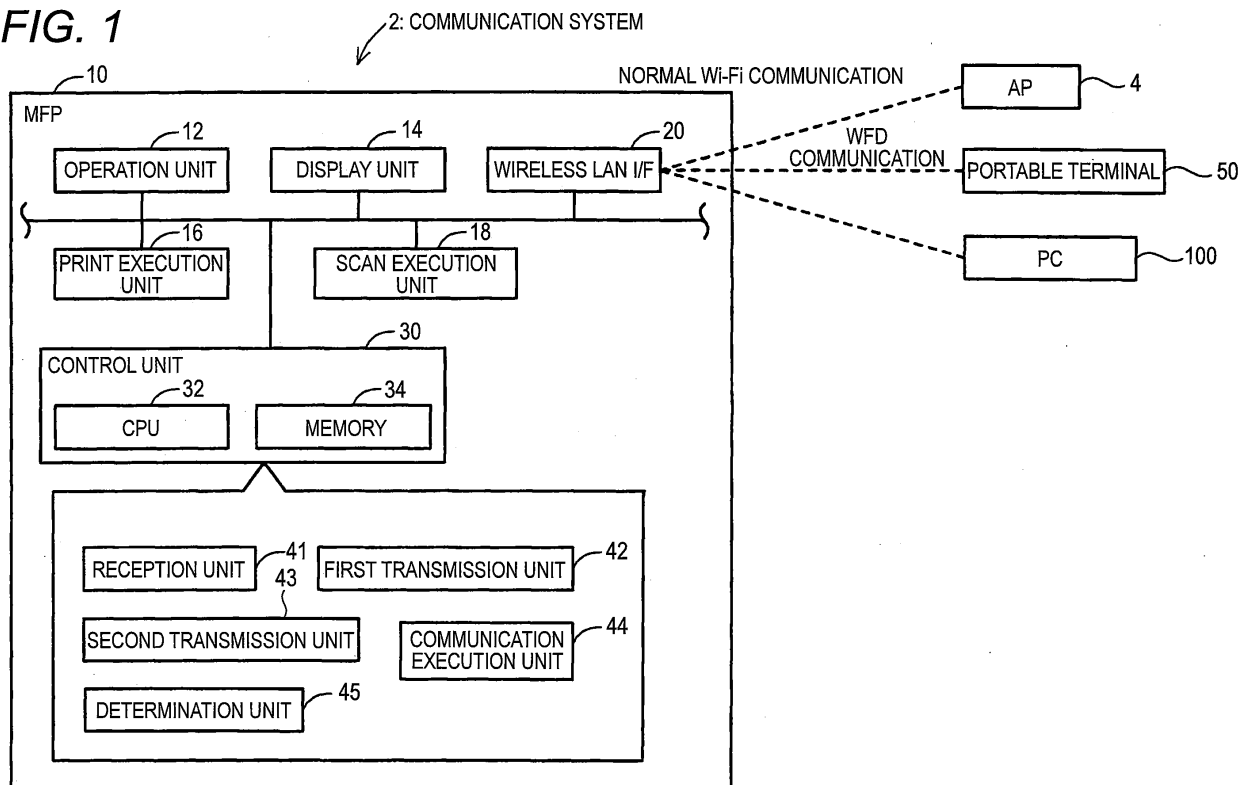 FIG. 1
2: COMMUNICATION SYSTEM
10
NORMAL Wi-Fi COMMUNICATION
AP
4
MFP
12
14
20
WFD
COMMUNICATION
OPERATION UNIT
DISPLAY UNIT
WIRELESS LAN I/F
PORTABLE TERMINAL
50
16
18
PRINT EXECUTION
UNIT
SCAN EXECUTION
UNIT
PC
100
30
CONTROL UNIT
32
34
CPU
MEMORY
41
42
RECEPTION UNIT
FIRST TRANSMISSION UNIT
43
SECOND TRANSMISSION UNIT
COMMUNICATION
EXECUTION UNIT
44
45
DETERMINATION UNIT